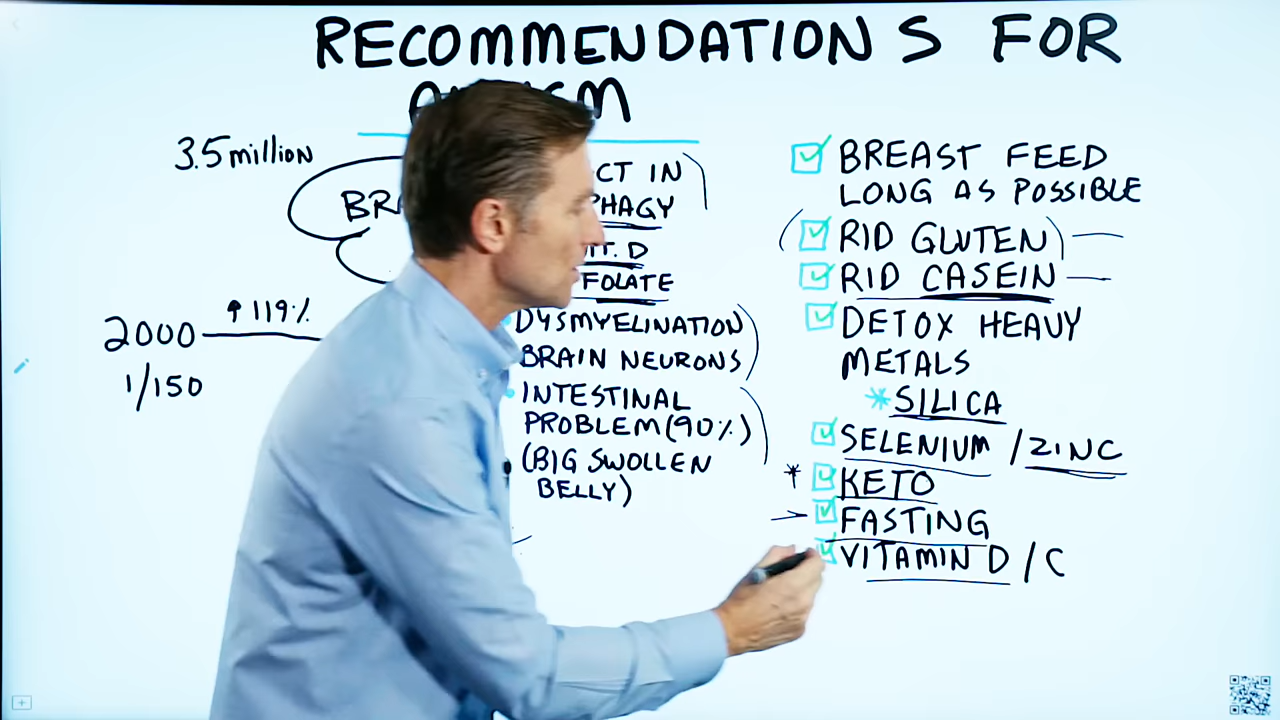 RECOMMENDATIONS FOR
3.5 million
CT IN
PHAGY
T. D
FOLATE
↑ 119%
2000
1/150
DYSMYELINATION
BRAIN NEURONS
INTESTINAL
PROBLEM (90%)
(BIG SWOLLEN
BELLY)
BREAST FEED
LONG AS POSSIBLE
(RID GLUTEN)
RID CASEIN
DETOX HEAVY
METALS
*SILICA
SELENIUM / ZINC
* KETO
FASTING
VITAMIN D / C